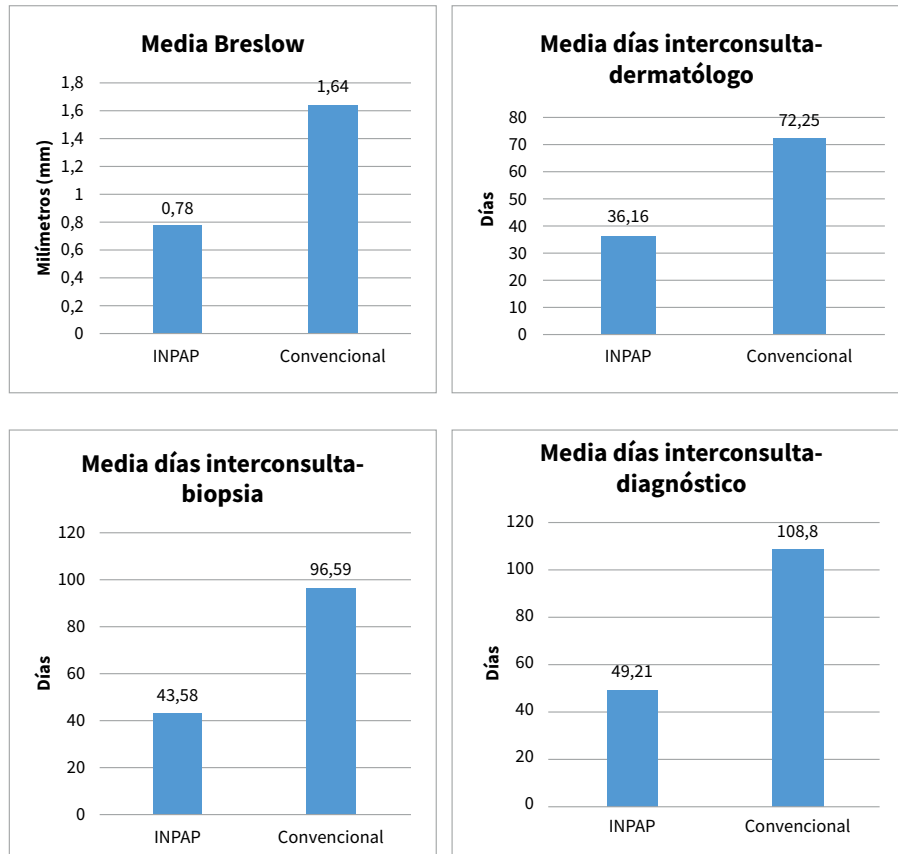 Media Breslow
1,8
1,6
1,4
1,2
1
0,8
0,6
0,4
0,2
0
Milímetros (mm)
0,78
1,64
INPAP
Convencional
Media días interconsulta-
dermatólogo
80
70
60
50
40
30
20
10
0
Días
36,16
72,25
INPAP
Convencional
Media días interconsulta-
biopsia
120
100
80
60
40
20
0
Días
43,58
96,59
INPAP
Convencional
Media días interconsulta-
diagnóstico
120
100
80
60
40
20
0
Días
49,21
108,8
INPAP
Convencional